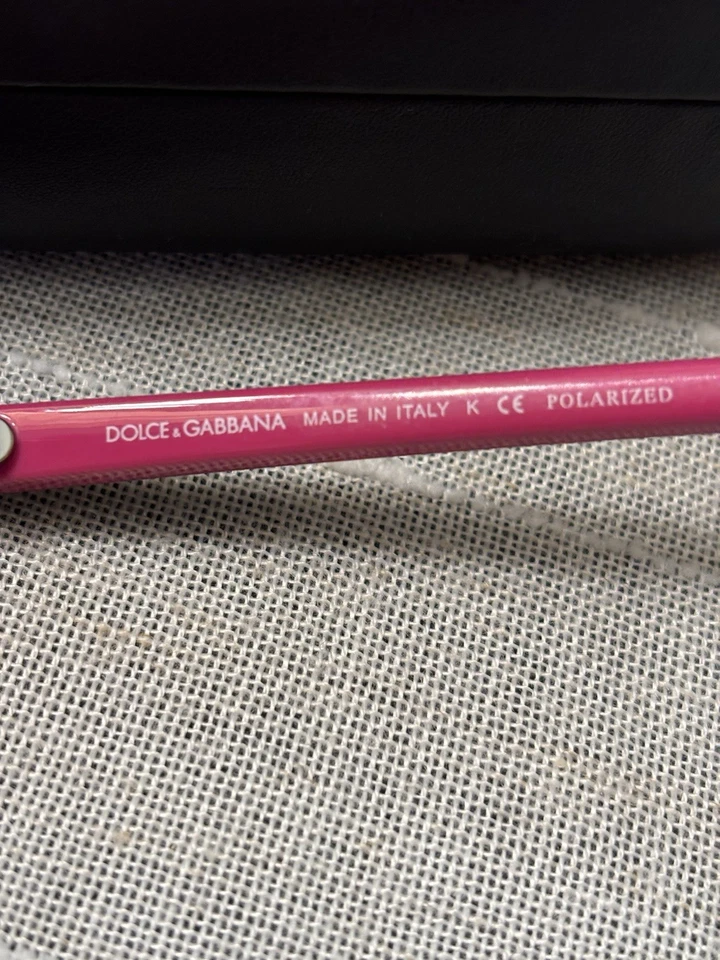 DOLCE & GABBANA MADE IN ITALY K CE POLARIZED